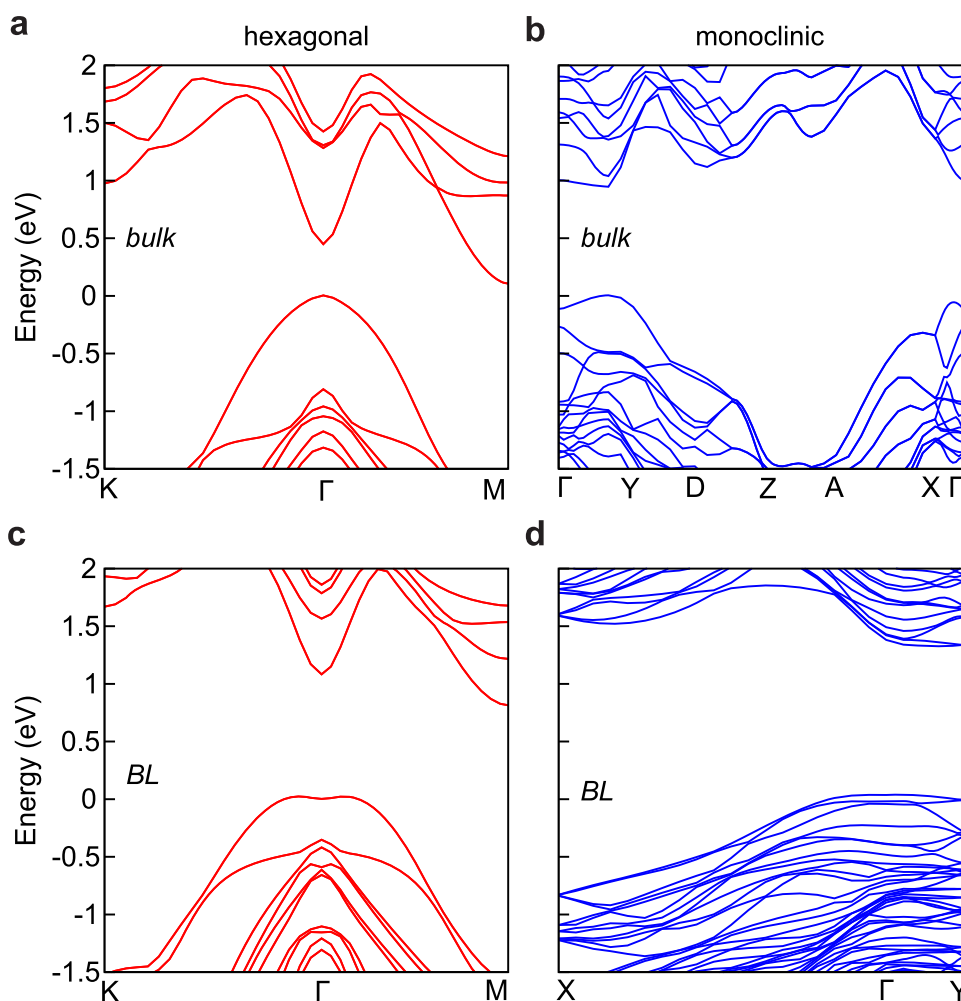 a
hexagonal
b
monoclinic
2
1.5
1
0.5
0
-0.5
-1
-1.5
Energy (eV)
bulk
bulk
K Γ M
Γ Y D Z A X Γ
c
d
2
1.5
1
0.5
0
-0.5
-1
-1.5
Energy (eV)
BL
BL
K Γ M
X Γ Y